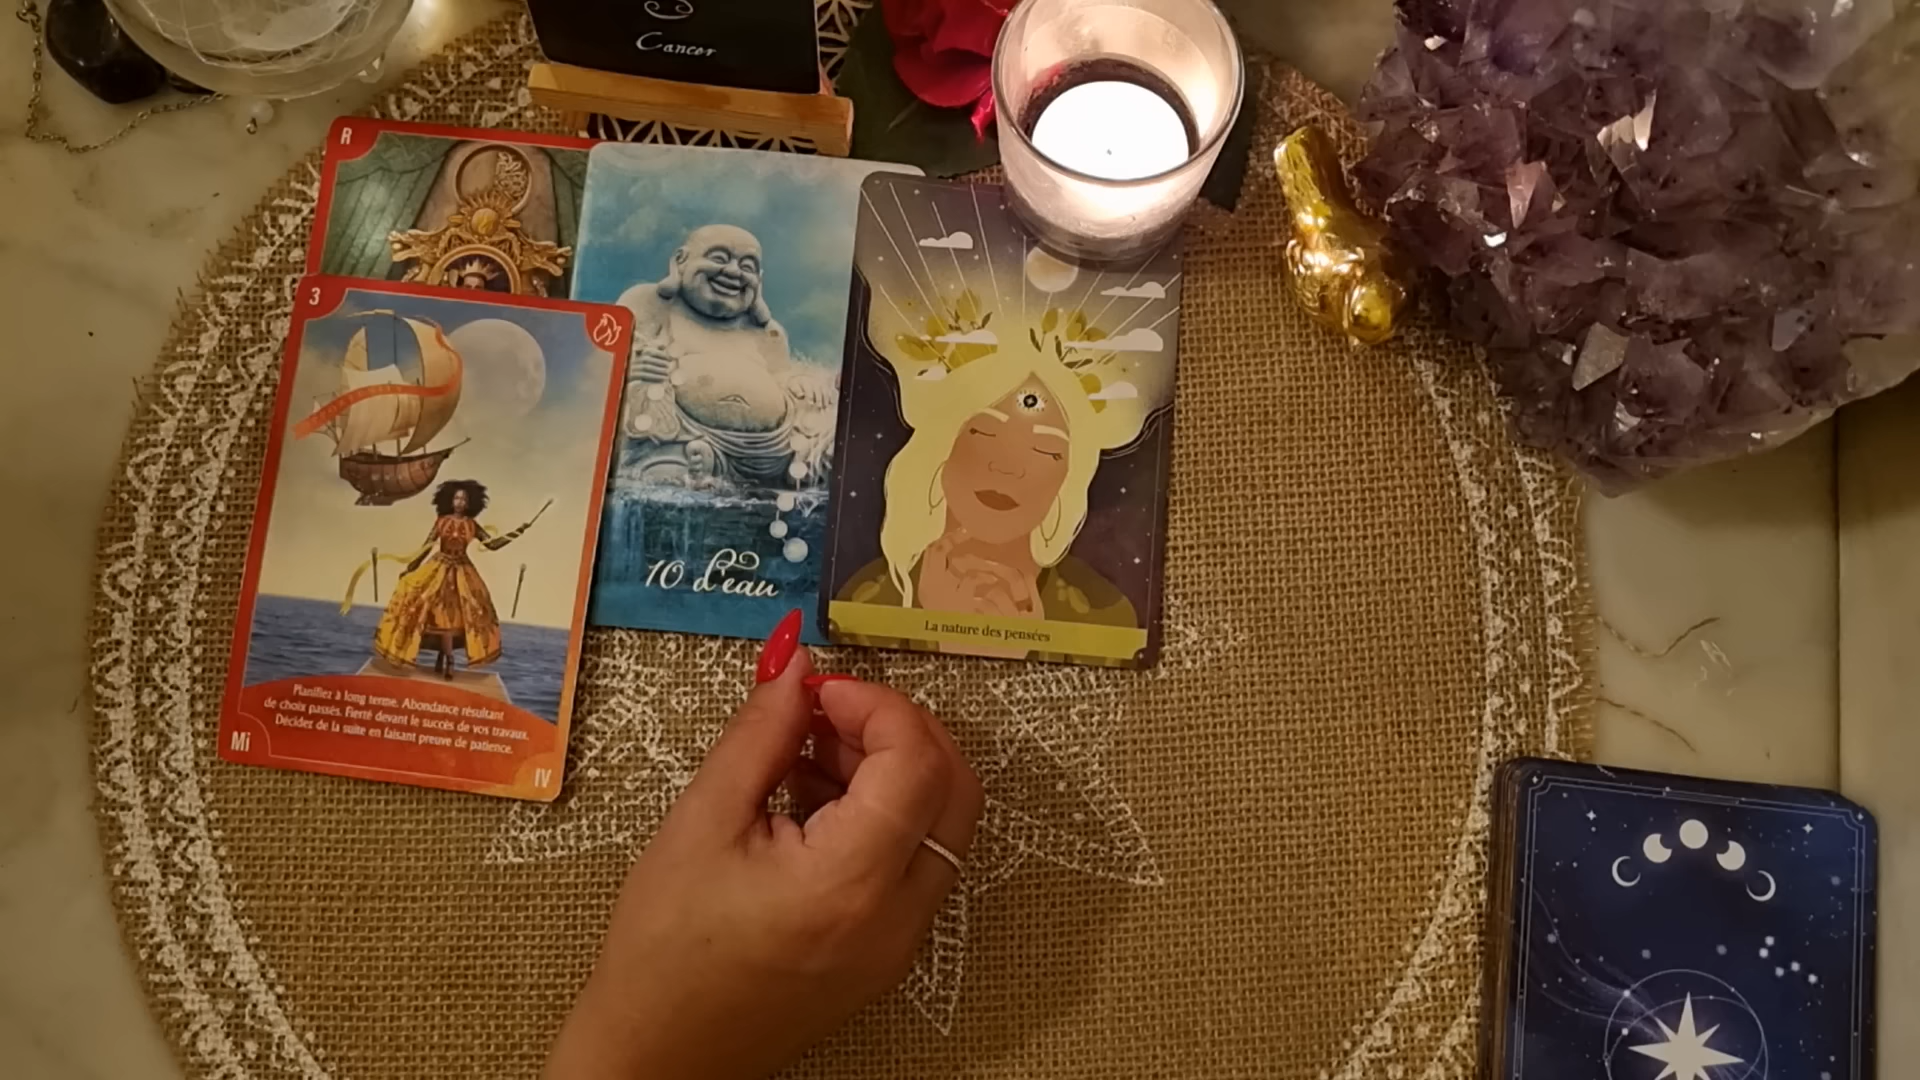 Cancer
R
3
Planifiez à long terme. Abondance résultant
de choix passés. Fierté devant le succès de vos travaux.
Décidez de la suite en faisant preuve de patience.
Mi
IV
10 d'eau
La nature des pensées